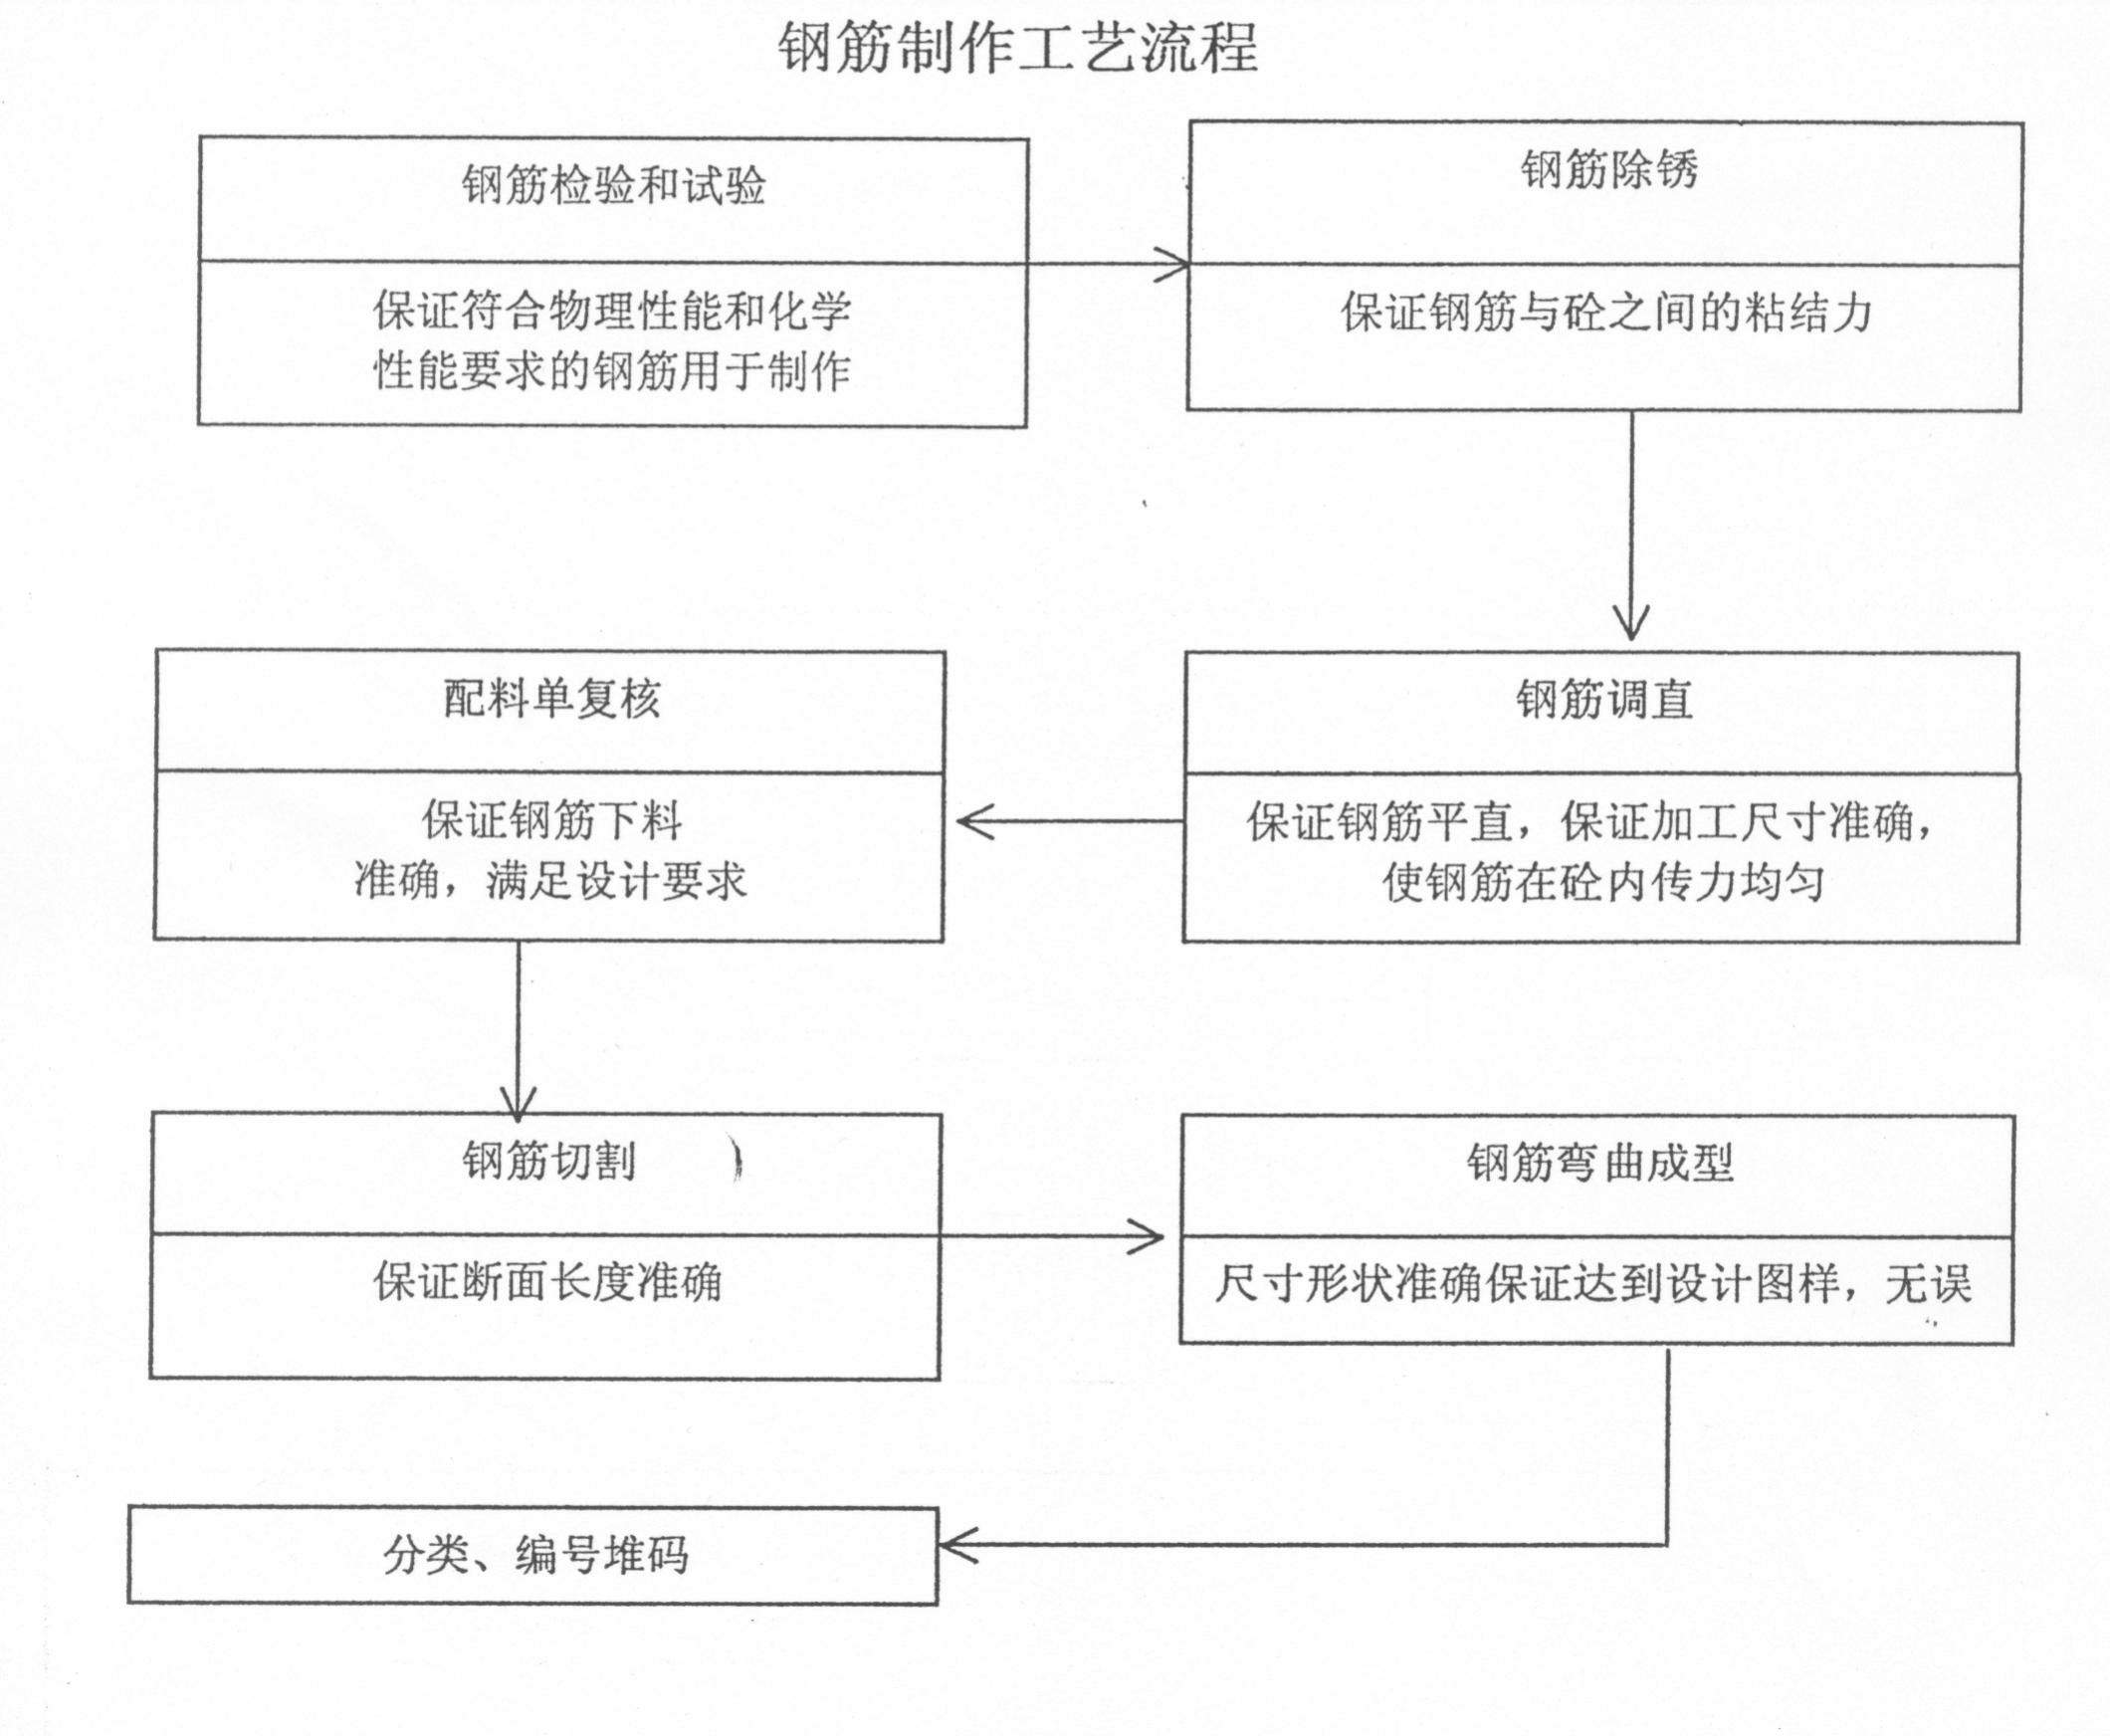 钢筋制作工艺流程
钢筋检验和试验
保证符合物理性能和化学
性能要求的钢筋用于制作
钢筋除锈
保证钢筋与砼之间的粘结力
钢筋调直
保证钢筋平直，保证加工尺寸准确，
使钢筋在砼内传力均匀
配料单复核
保证钢筋下料
准确，满足设计要求
钢筋切割
保证断面长度准确
钢筋弯曲成型
尺寸形状准确保证达到设计图样，无误
分类、编号堆码